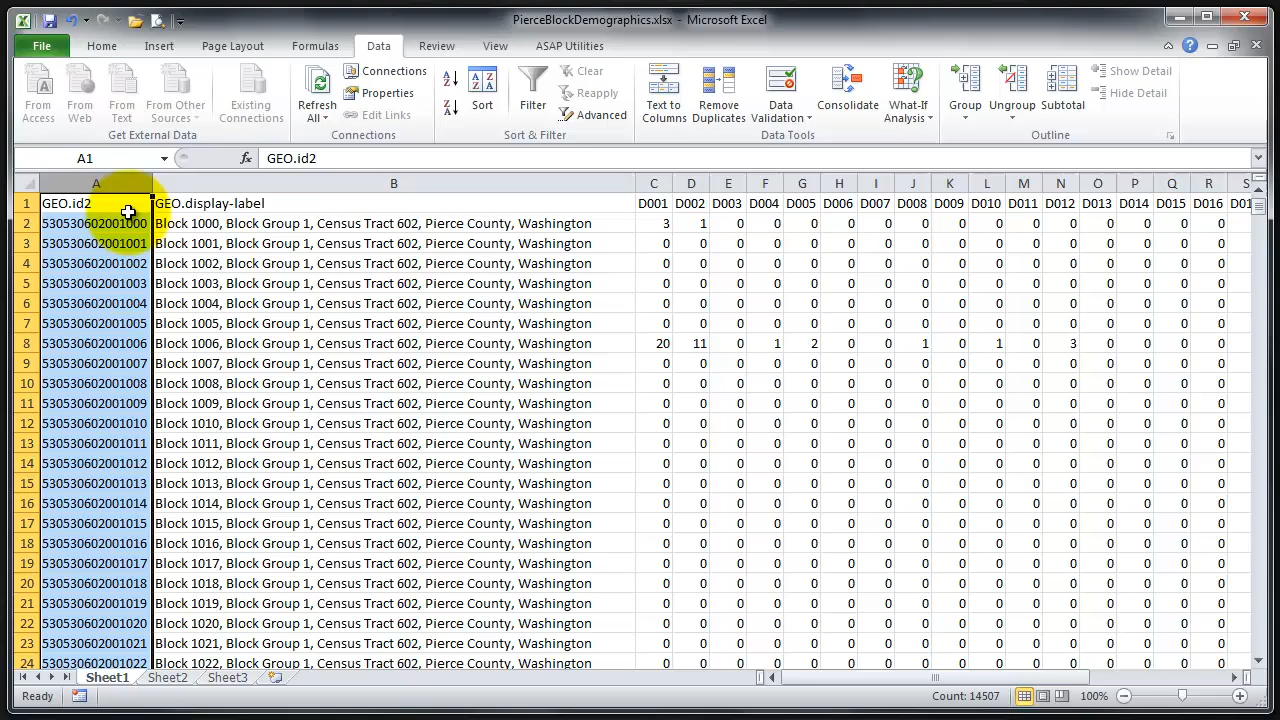 PierceBlockDemographics.xlsx - Microsoft Excel
File Home Insert Page Layout Formulas Data Review View ASAP Utilities
From Access
From Web
From Text
From Other Sources
Existing Connections
Get External Data
Refresh All
Connections
Properties
Edit Links
Connections
Sort
Filter
Clear
Reapply
Advanced
Sort & Filter
Text to Columns
Remove Duplicates
Data Validation
Consolidate
What-If Analysis
Data Tools
Group
Ungroup
Subtotal
Show Detail
Hide Detail
Outline
A1 fx GEO.id2
A B C D E F G H I J K L M N O P Q R S
1 GEO.id2 GEO.display-label D001 D002 D003 D004 D005 D006 D007 D008 D009 D010 D011 D012 D013 D014 D015 D016 D01
2 530530602001000 Block 1000, Block Group 1, Census Tract 602, Pierce County, Washington 3 1 0 0 0 0 0 0 0 0 0 0 0 0 0 0
3 530530602001001 Block 1001, Block Group 1, Census Tract 602, Pierce County, Washington 0 0 0 0 0 0 0 0 0 0 0 0 0 0 0 0
4 530530602001002 Block 1002, Block Group 1, Census Tract 602, Pierce County, Washington 0 0 0 0 0 0 0 0 0 0 0 0 0 0 0 0
5 530530602001003 Block 1003, Block Group 1, Census Tract 602, Pierce County, Washington 0 0 0 0 0 0 0 0 0 0 0 0 0 0 0 0
6 530530602001004 Block 1004, Block Group 1, Census Tract 602, Pierce County, Washington 0 0 0 0 0 0 0 0 0 0 0 0 0 0 0 0
7 530530602001005 Block 1005, Block Group 1, Census Tract 602, Pierce County, Washington 0 0 0 0 0 0 0 0 0 0 0 0 0 0 0 0
8 530530602001006 Block 1006, Block Group 1, Census Tract 602, Pierce County, Washington 20 11 0 1 2 0 0 1 0 1 0 3 0 0 0 0
9 530530602001007 Block 1007, Block Group 1, Census Tract 602, Pierce County, Washington 0 0 0 0 0 0 0 0 0 0 0 0 0 0 0 0
10 530530602001008 Block 1008, Block Group 1, Census Tract 602, Pierce County, Washington 0 0 0 0 0 0 0 0 0 0 0 0 0 0 0 0
11 530530602001009 Block 1009, Block Group 1, Census Tract 602, Pierce County, Washington 0 0 0 0 0 0 0 0 0 0 0 0 0 0 0 0
12 530530602001010 Block 1010, Block Group 1, Census Tract 602, Pierce County, Washington 0 0 0 0 0 0 0 0 0 0 0 0 0 0 0 0
13 530530602001011 Block 1011, Block Group 1, Census Tract 602, Pierce County, Washington 0 0 0 0 0 0 0 0 0 0 0 0 0 0 0 0
14 530530602001012 Block 1012, Block Group 1, Census Tract 602, Pierce County, Washington 0 0 0 0 0 0 0 0 0 0 0 0 0 0 0 0
15 530530602001013 Block 1013, Block Group 1, Census Tract 602, Pierce County, Washington 0 0 0 0 0 0 0 0 0 0 0 0 0 0 0 0
16 530530602001014 Block 1014, Block Group 1, Census Tract 602, Pierce County, Washington 0 0 0 0 0 0 0 0 0 0 0 0 0 0 0 0
17 530530602001015 Block 1015, Block Group 1, Census Tract 602, Pierce County, Washington 0 0 0 0 0 0 0 0 0 0 0 0 0 0 0 0
18 530530602001016 Block 1016, Block Group 1, Census Tract 602, Pierce County, Washington 0 0 0 0 0 0 0 0 0 0 0 0 0 0 0 0
19 530530602001017 Block 1017, Block Group 1, Census Tract 602, Pierce County, Washington 0 0 0 0 0 0 0 0 0 0 0 0 0 0 0 0
20 530530602001018 Block 1018, Block Group 1, Census Tract 602, Pierce County, Washington 0 0 0 0 0 0 0 0 0 0 0 0 0 0 0 0
21 530530602001019 Block 1019, Block Group 1, Census Tract 602, Pierce County, Washington 0 0 0 0 0 0 0 0 0 0 0 0 0 0 0 0
22 530530602001020 Block 1020, Block Group 1, Census Tract 602, Pierce County, Washington 0 0 0 0 0 0 0 0 0 0 0 0 0 0 0 0
23 530530602001021 Block 1021, Block Group 1, Census Tract 602, Pierce County, Washington 0 0 0 0 0 0 0 0 0 0 0 0 0 0 0 0
24 530530602001022 Block 1022, Block Group 1, Census Tract 602, Pierce County, Washington 0 0 0 0 0 0 0 0 0 0 0 0 0 0 0 0
Sheet1 Sheet2 Sheet3
Ready Count: 14507 100%